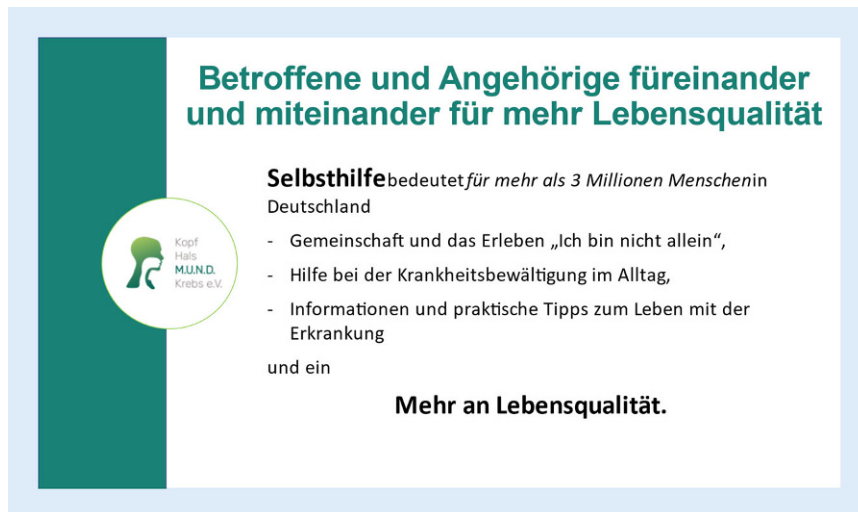 Betroffene und Angehörige füreinander
und miteinander für mehr Lebensqualität
Selbsthilfebedeutetfür mehr als 3 Millionen Menschenin
Deutschland
- Gemeinschaft und das Erleben „Ich bin nicht allein“,
- Hilfe bei der Krankheitsbewältigung im Alltag,
- Informationen und praktische Tipps zum Leben mit der
Erkrankung
und ein
Mehr an Lebensqualität.
Kopf
Hals
M.U.N.D.
Krebs e.V.